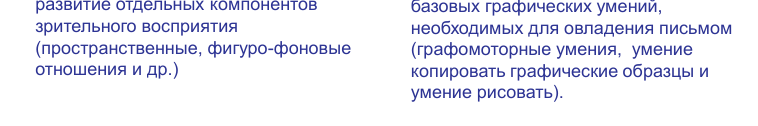 развитие отдельных компонентов
зрительного восприятия
(пространственные, фигуро-фоновые
отношения и др.)
базовых графических умений,
необходимых для овладения письмом
(графомоторные умения,  умение
копировать графические образцы и
умение рисовать).